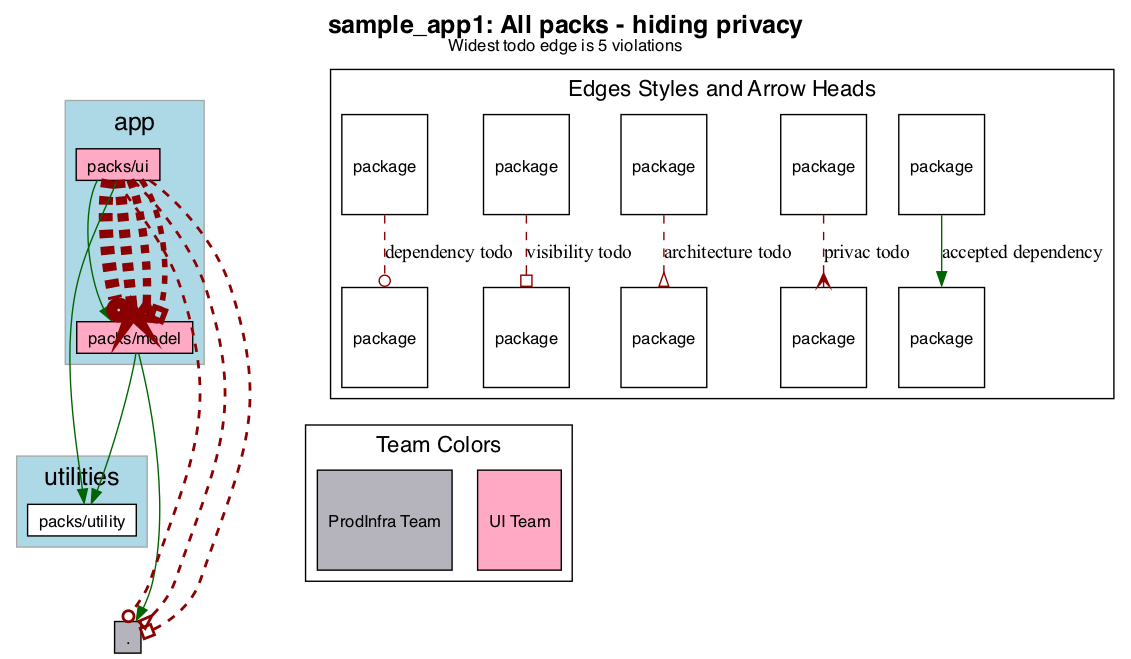 sample_app1: All packs - hiding privacy
Widest todo edge is 5 violations
app
packs/ui
packs/model
utilities
packs/utility
.
Edges Styles and Arrow Heads
package package package package package
dependency todo visibility todo architecture todo privac todo accepted dependency
package package package package package
Team Colors
ProdInfra Team UI Team